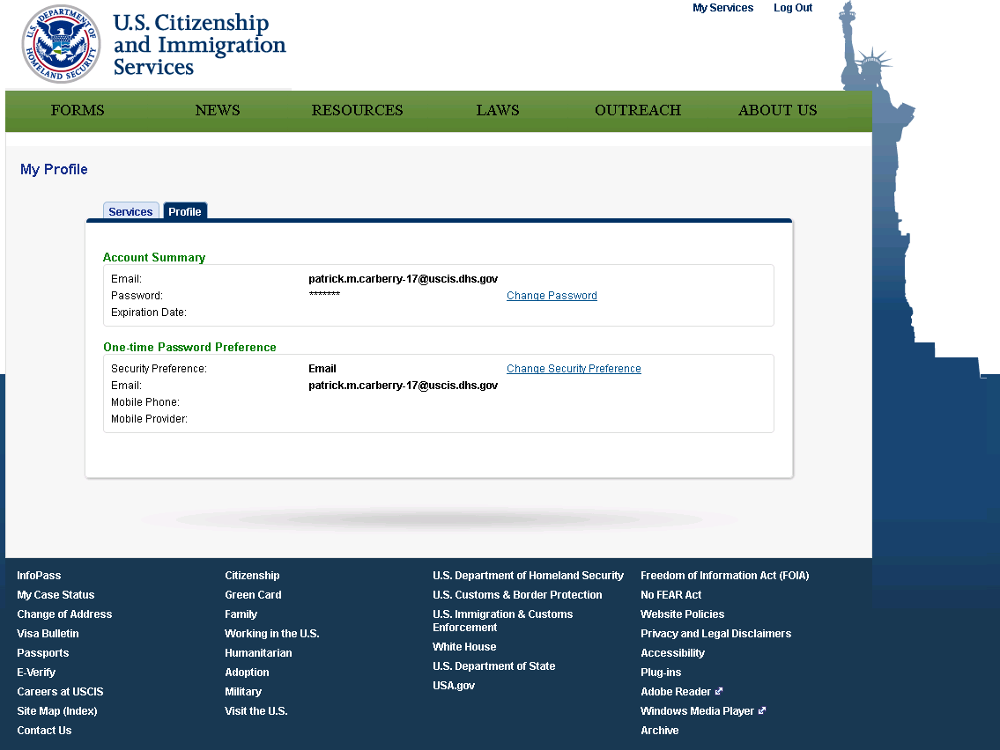 My Services Log Out
U.S. DEPARTMENT OF HOMELAND SECURITY
U.S. Citizenship
and Immigration
Services
FORMS NEWS RESOURCES LAWS OUTREACH ABOUT US
My Profile
Services Profile
Account Summary
Email: patrick.m.carberry-17@uscis.dhs.gov
Password: ******* Change Password
Expiration Date:
One-time Password Preference
Security Preference: Email Change Security Preference
Email: patrick.m.carberry-17@uscis.dhs.gov
Mobile Phone:
Mobile Provider:
InfoPass
My Case Status
Change of Address
Visa Bulletin
Passports
E-Verify
Careers at USCIS
Site Map (Index)
Contact Us
Citizenship
Green Card
Family
Working in the U.S.
Humanitarian
Adoption
Military
Visit the U.S.
U.S. Department of Homeland Security
U.S. Customs & Border Protection
U.S. Immigration & Customs
Enforcement
White House
U.S. Department of State
USA.gov
Freedom of Information Act (FOIA)
No FEAR Act
Website Policies
Privacy and Legal Disclaimers
Accessibility
Plug-ins
Adobe Reader
Windows Media Player
Archive